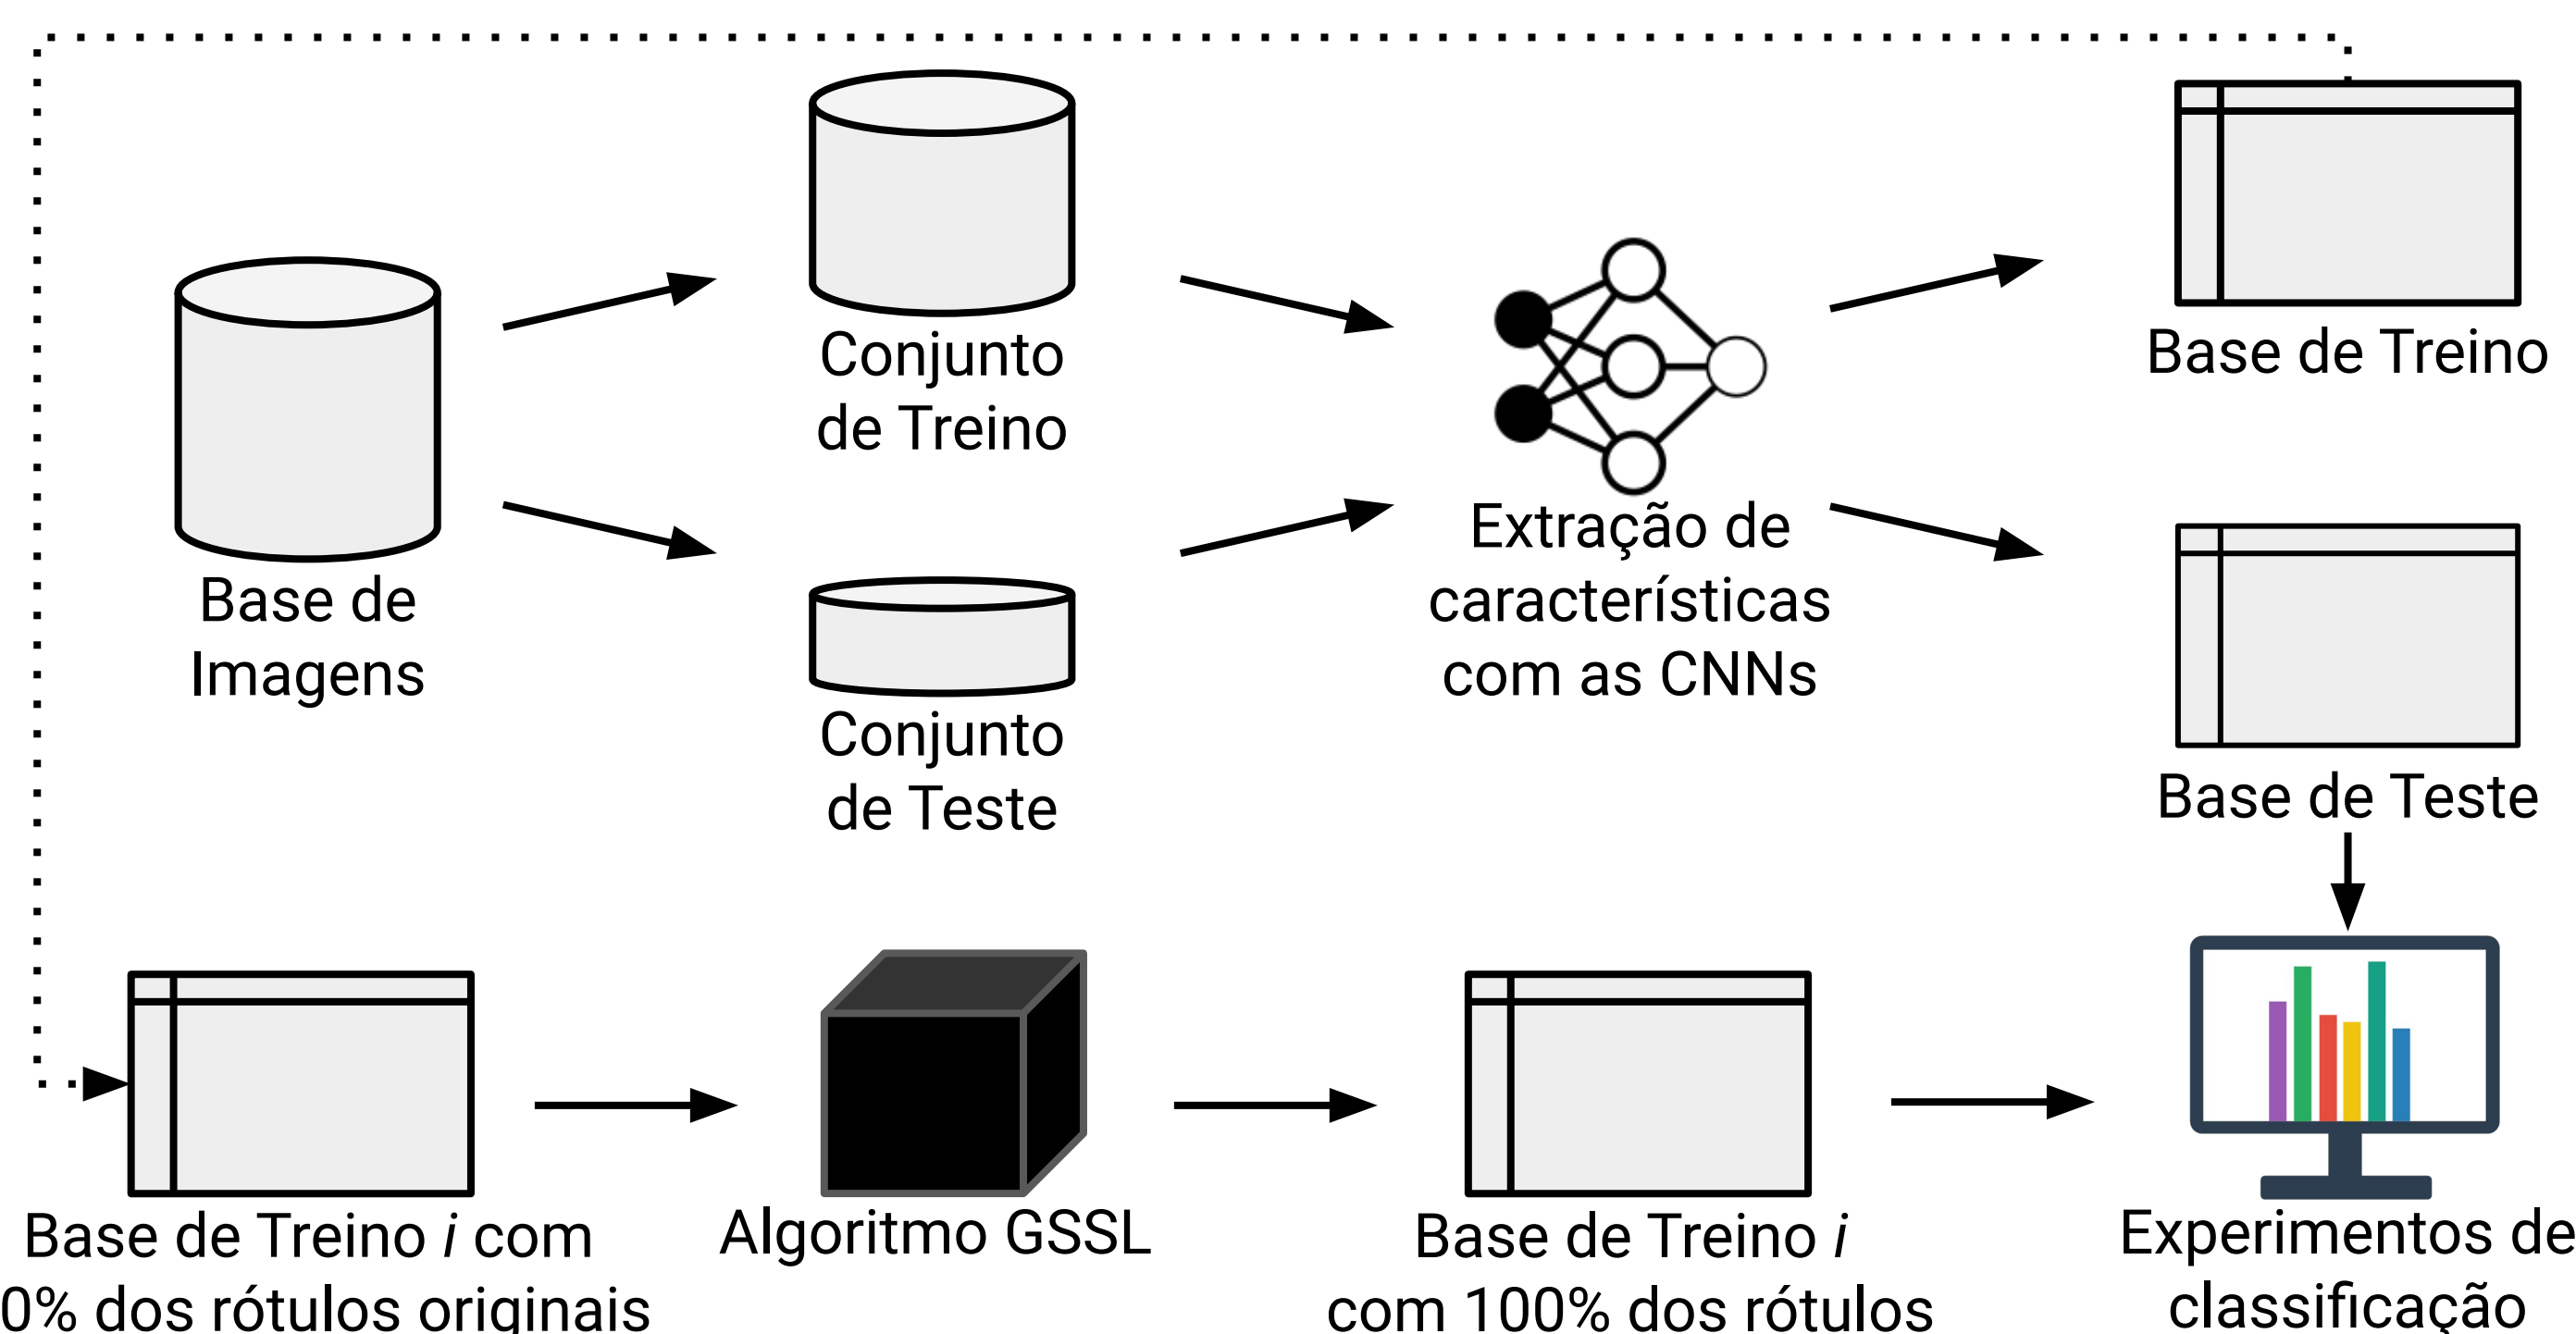 Conjunto
de Treino
Base de Treino
Base de
Imagens
Extração de
características
com as CNNs
Conjunto
de Teste
Base de Teste
Base de Treino i com
0% dos rótulos originais
Algoritmo GSSL
Base de Treino i
com 100% dos rótulos
Experimentos de
classificação